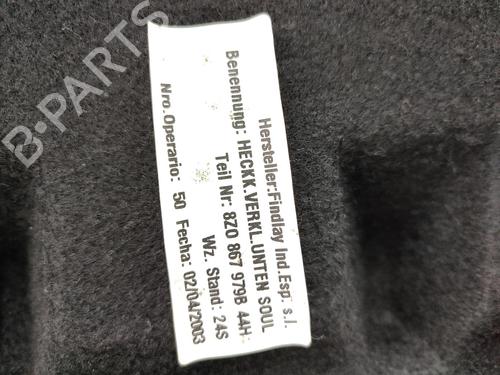 Hersteller:Findlay Ind.Esp. s.l.
Benennung: HECKK.VERKL.UNTEN SOUL
Teil Nr: 8Z0 867 979B 44H:
Wz. Stand: 24S
Nro.Operario: 50 Fecha: 02/04/2003
B-PARTS